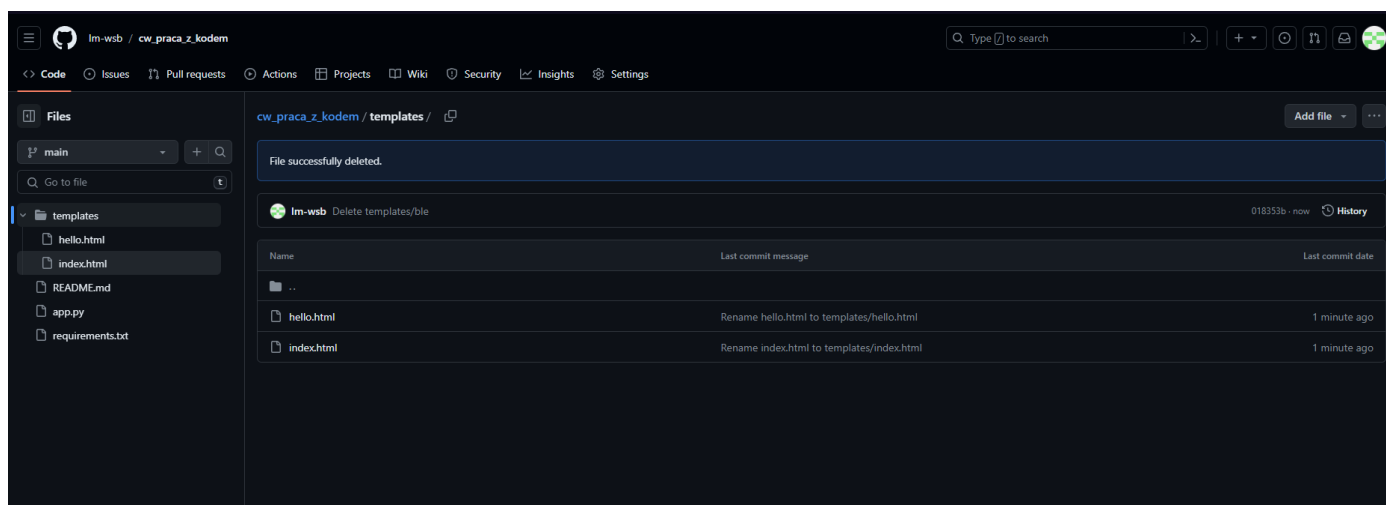 lm-wsb / cw_praca_z_kodem
Type / to search
<> Code Issues Pull requests Actions Projects Wiki Security Insights Settings
Files
main
Go to file t
templates
hello.html
index.html
README.md
app.py
requirements.txt
cw_praca_z_kodem / templates /
Add file
File successfully deleted.
lm-wsb Delete templates/ble 018353b · now History
Name Last commit message Last commit date
..
hello.html Rename hello.html to templates/hello.html 1 minute ago
index.html Rename index.html to templates/index.html 1 minute ago